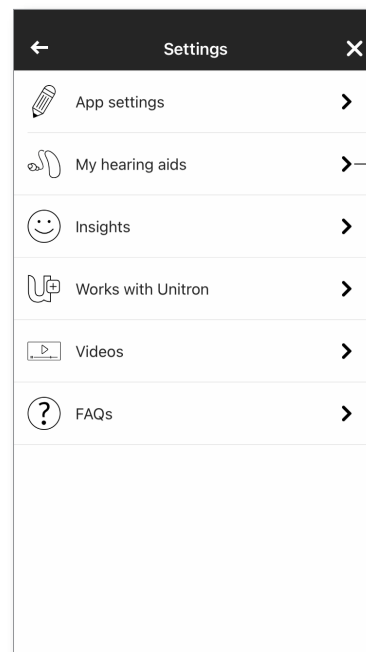 Settings
App settings
My hearing aids
Insights
Works with Unitron
Videos
FAQs